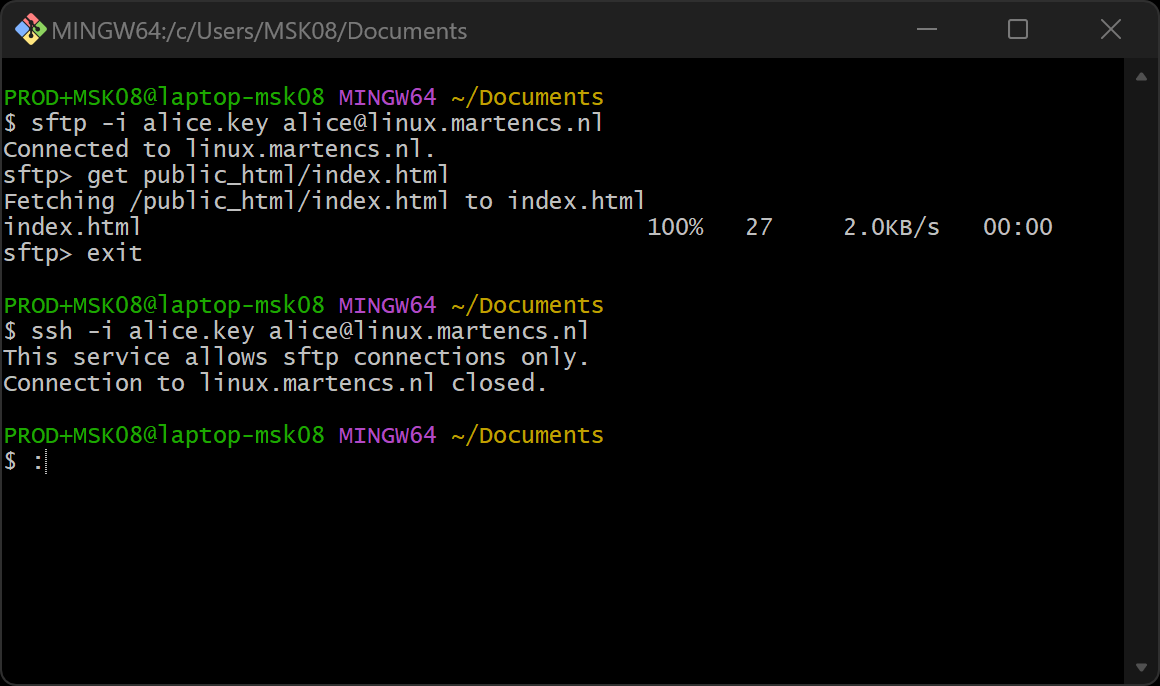 MINGW64:/c/Users/MSK08/Documents
PROD+MSK08@laptop-msk08 MINGW64 ~/Documents
$ sftp -i alice.key alice@linux.martencs.nl
Connected to linux.martencs.nl.
sftp> get public_html/index.html
Fetching /public_html/index.html to index.html
index.html 100% 27 2.0KB/s 00:00
sftp> exit
PROD+MSK08@laptop-msk08 MINGW64 ~/Documents
$ ssh -i alice.key alice@linux.martencs.nl
This service allows sftp connections only.
Connection to linux.martencs.nl closed.
PROD+MSK08@laptop-msk08 MINGW64 ~/Documents
$ :